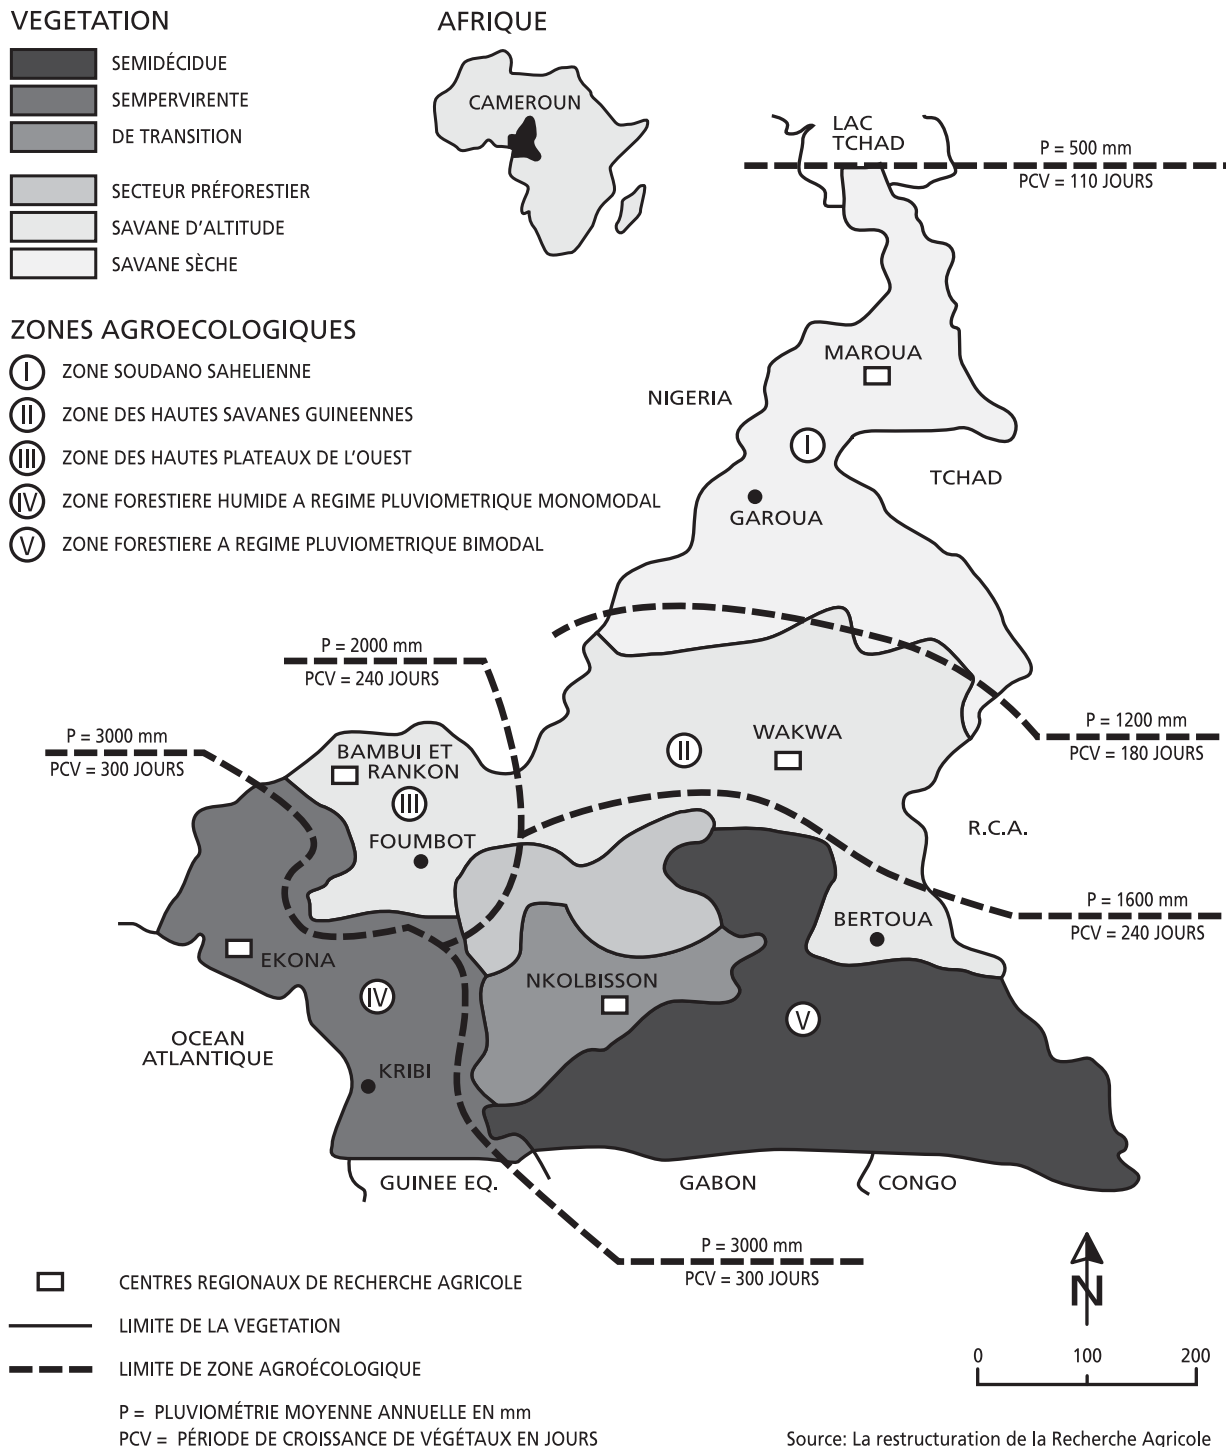 VEGETATION
SEMIDÉCIDUE
SEMPERVIRENTE
DE TRANSITION
SECTEUR PRÉFORESTIER
SAVANE D'ALTITUDE
SAVANE SÈCHE
AFRIQUE
CAMEROUN
ZONES AGROECOLOGIQUES
I ZONE SOUDANO SAHELIENNE
II ZONE DES HAUTES SAVANES GUINEENNES
III ZONE DES HAUTES PLATEAUX DE L'OUEST
IV ZONE FORESTIERE HUMIDE A REGIME PLUVIOMETRIQUE MONOMODAL
V ZONE FORESTIERE A REGIME PLUVIOMETRIQUE BIMODAL
LAC
TCHAD
P = 500 mm
PCV = 110 JOURS
MAROUA
NIGERIA
I
TCHAD
GAROUA
P = 2000 mm
PCV = 240 JOURS
P = 3000 mm
PCV = 300 JOURS
P = 1200 mm
PCV = 180 JOURS
WAKWA
II
BAMBUI ET
RANKON
III
FOUMBOT
R.C.A.
P = 1600 mm
PCV = 240 JOURS
BERTOUA
EKONA
NKOLBISSON
IV
V
OCEAN
ATLANTIQUE
KRIBI
GUINEE EQ.
GABON
CONGO
P = 3000 mm
PCV = 300 JOURS
N
0 100 200
CENTRES REGIONAUX DE RECHERCHE AGRICOLE
LIMITE DE LA VEGETATION
LIMITE DE ZONE AGROÉCOLOGIQUE
P = PLUVIOMÉTRIE MOYENNE ANNUELLE EN mm
PCV = PÉRIODE DE CROISSANCE DE VÉGÉTAUX EN JOURS
Source: La restructuration de la Recherche Agricole